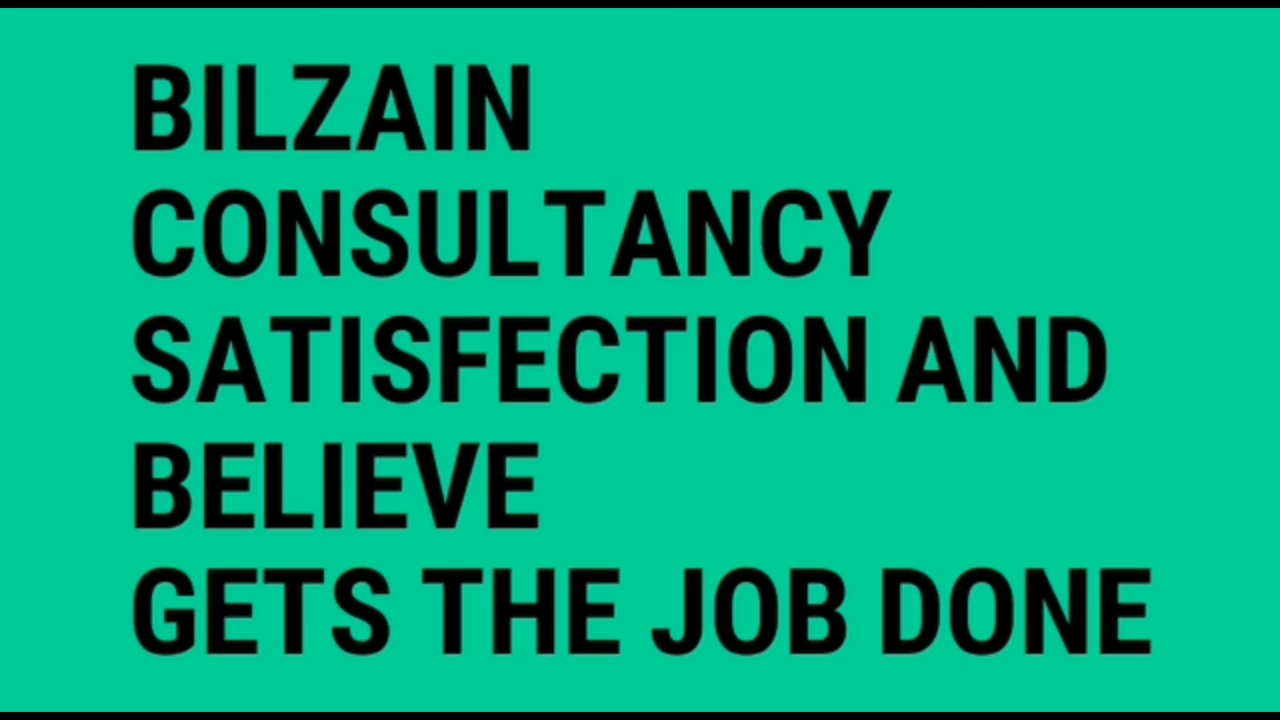 BILZAIN
CONSULTANCY
SATISFECTION AND
BELIEVE
GETS THE JOB DONE